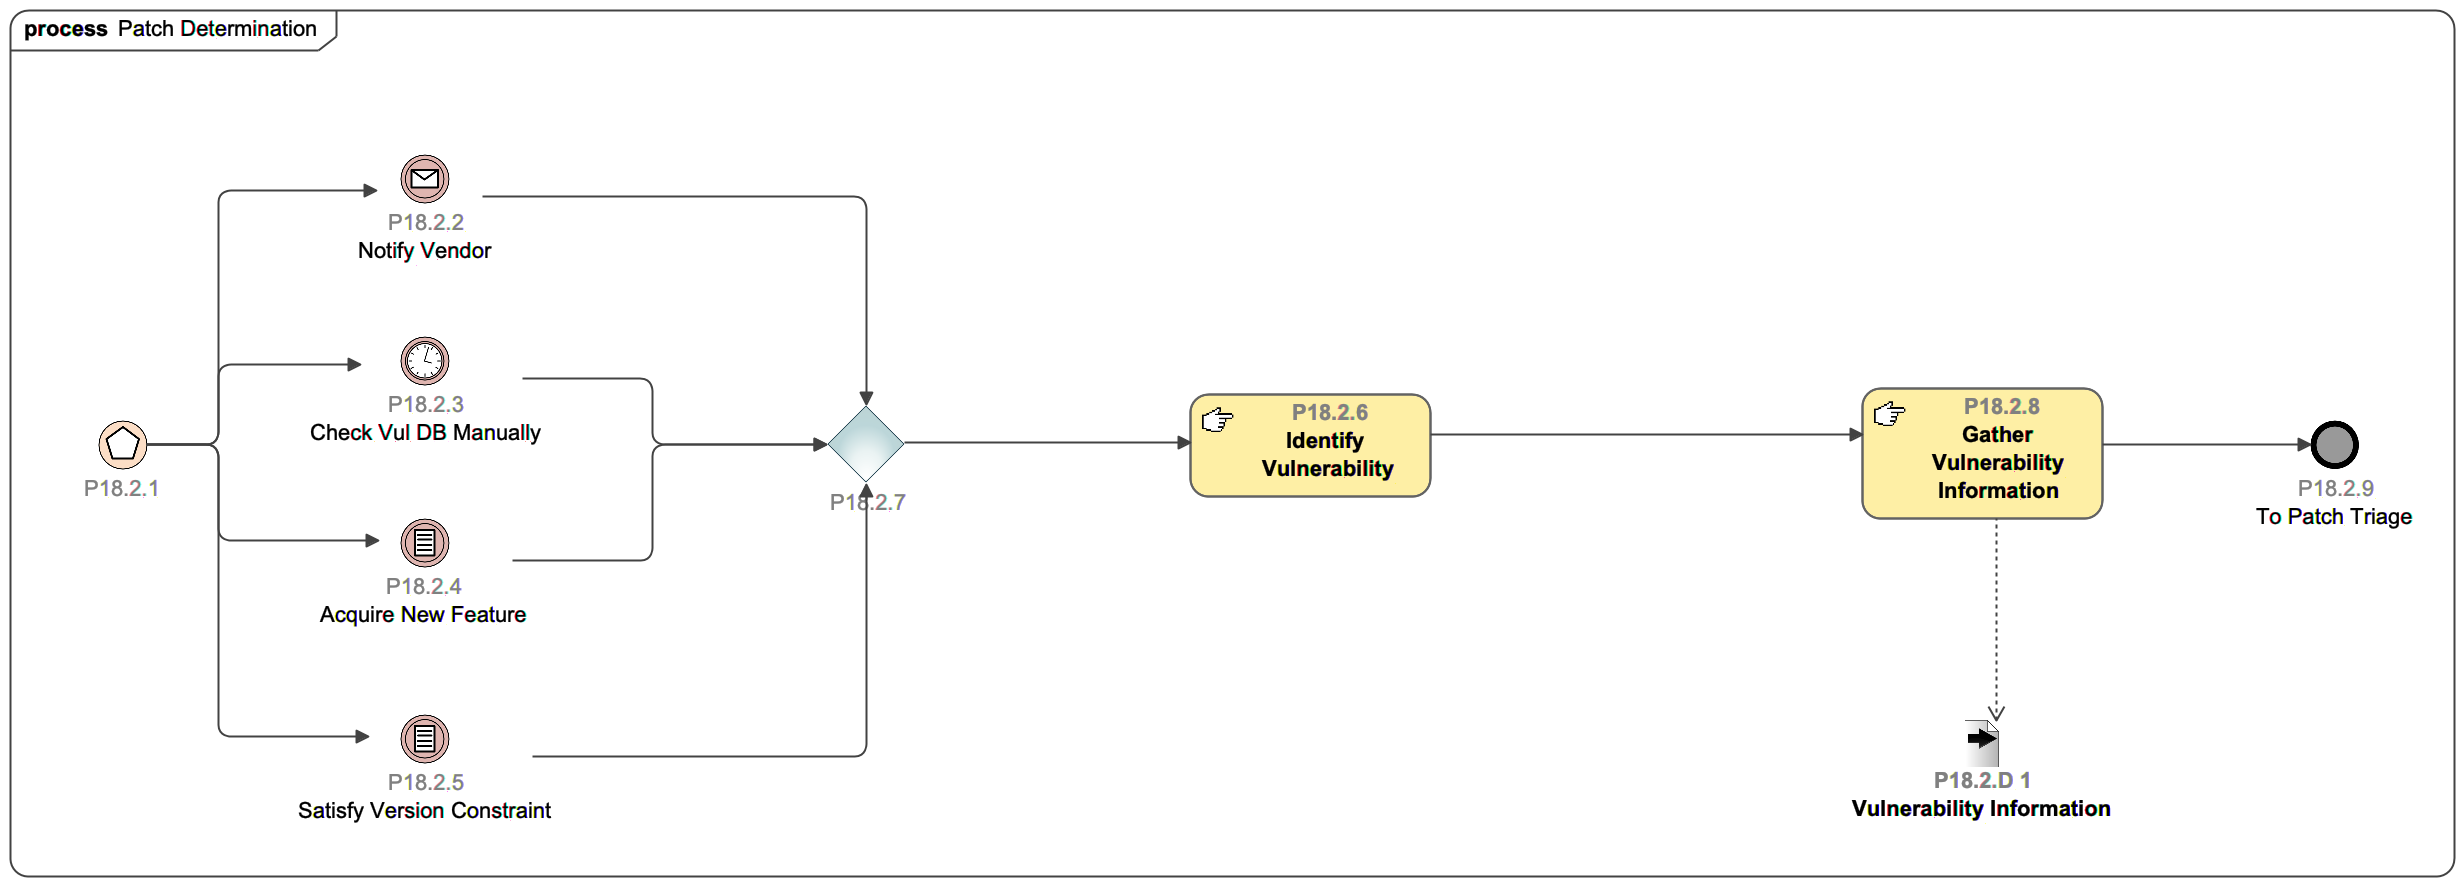 process Patch Determination
P18.2.1
P18.2.2
Notify Vendor
P18.2.3
Check Vul DB Manually
P18.2.4
Acquire New Feature
P18.2.5
Satisfy Version Constraint
P18.2.7
P18.2.6
Identify
Vulnerability
P18.2.8
Gather
Vulnerability
Information
P18.2.9
To Patch Triage
P18.2.D 1
Vulnerability Information